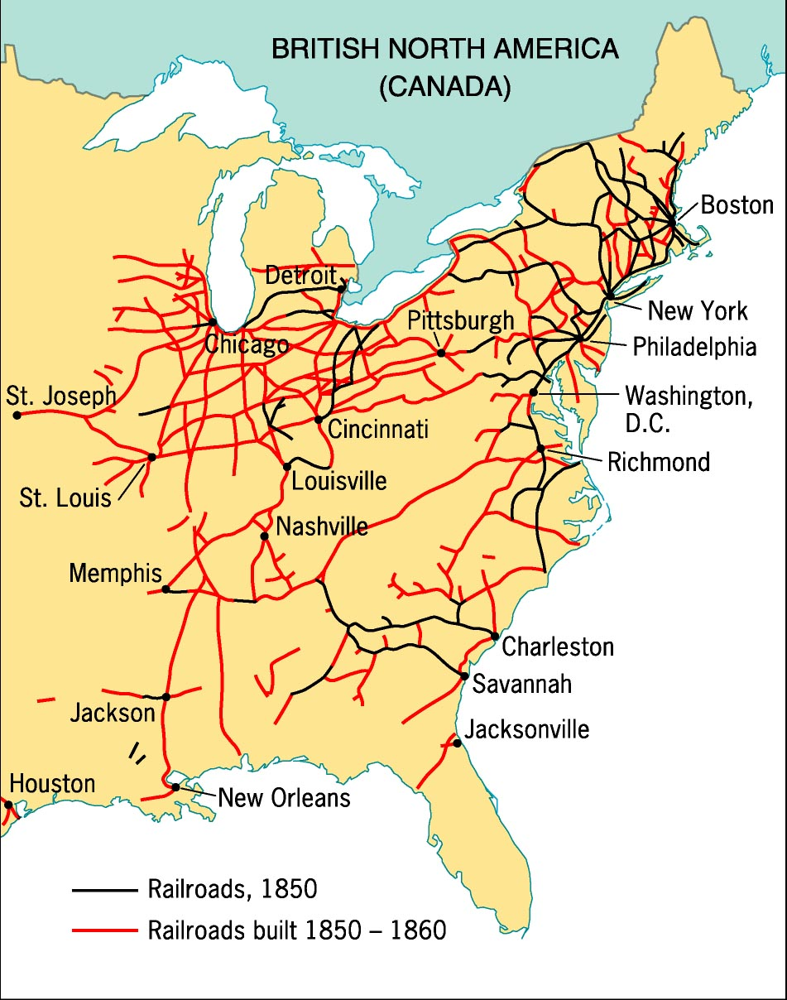 BRITISH NORTH AMERICA
(CANADA)
Boston
Detroit
New York
Pittsburgh
Chicago
Philadelphia
St. Joseph
Washington,
D.C.
Cincinnati
Richmond
Louisville
St. Louis
Nashville
Memphis
Charleston
Savannah
Jackson
Jacksonville
Houston
New Orleans
Railroads, 1850
Railroads built 1850 – 1860